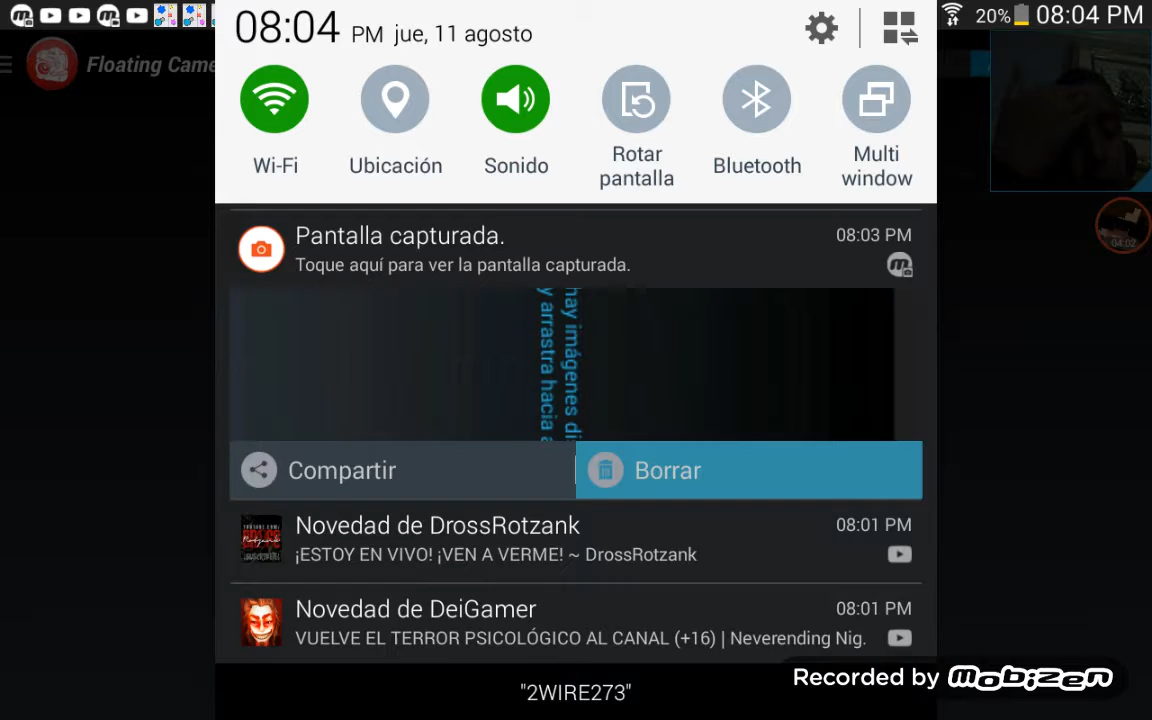 20% 08:04 PM
Floating Came
08:04 PM jue, 11 agosto
Wi-Fi
Ubicación
Sonido
Rotar
pantalla
Bluetooth
Multi
window
04:02
Pantalla capturada. 08:03 PM
Toque aquí para ver la pantalla capturada.
hay imágenes di
y arrastra hacia a
Compartir
Borrar
Novedad de DrossRotzank 08:01 PM
¡ESTOY EN VIVO! ¡VEN A VERME! ~ DrossRotzank
Novedad de DeiGamer 08:01 PM
VUELVE EL TERROR PSICOLÓGICO AL CANAL (+16) | Neverending Nig.
Recorded by mobizen
"2WIRE273"